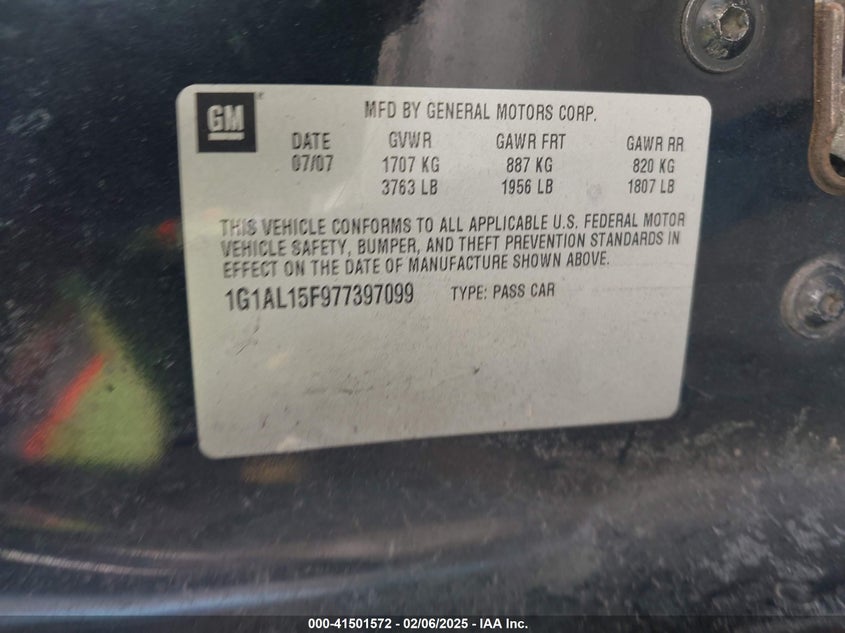 GM
MFD BY GENERAL MOTORS CORP.
DATE GVWR GAWR FRT GAWR RR
07/07 1707 KG 887 KG 820 KG
3763 LB 1956 LB 1807 LB
THIS VEHICLE CONFORMS TO ALL APPLICABLE U.S. FEDERAL MOTOR
VEHICLE SAFETY, BUMPER, AND THEFT PREVENTION STANDARDS IN
EFFECT ON THE DATE OF MANUFACTURE SHOWN ABOVE.
1G1AL15F977397099 TYPE: PASS CAR
000-41501572 – 02/06/2025 – IAA Inc.